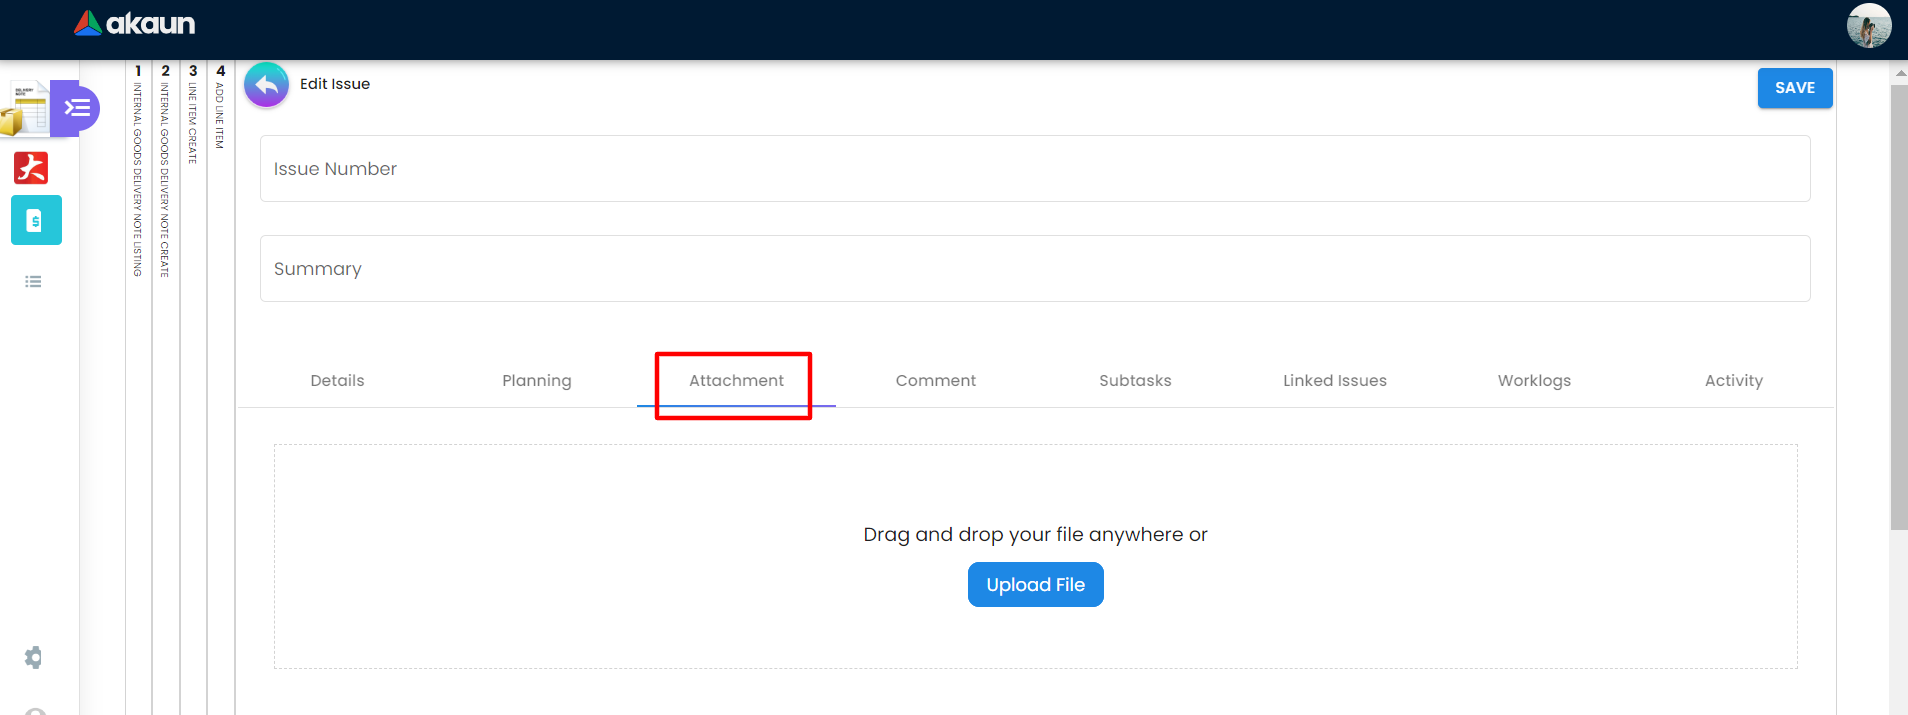 akaun
1 INTERNAL GOODS DELIVERY NOTE LISTING
2 INTERNAL GOODS DELIVERY NOTE CREATE
3 LINE ITEM CREATE
4 ADD LINE ITEM
Edit Issue
SAVE
Issue Number
Summary
Details
Planning
Attachment
Comment
Subtasks
Linked Issues
Worklogs
Activity
Drag and drop your file anywhere or
Upload File